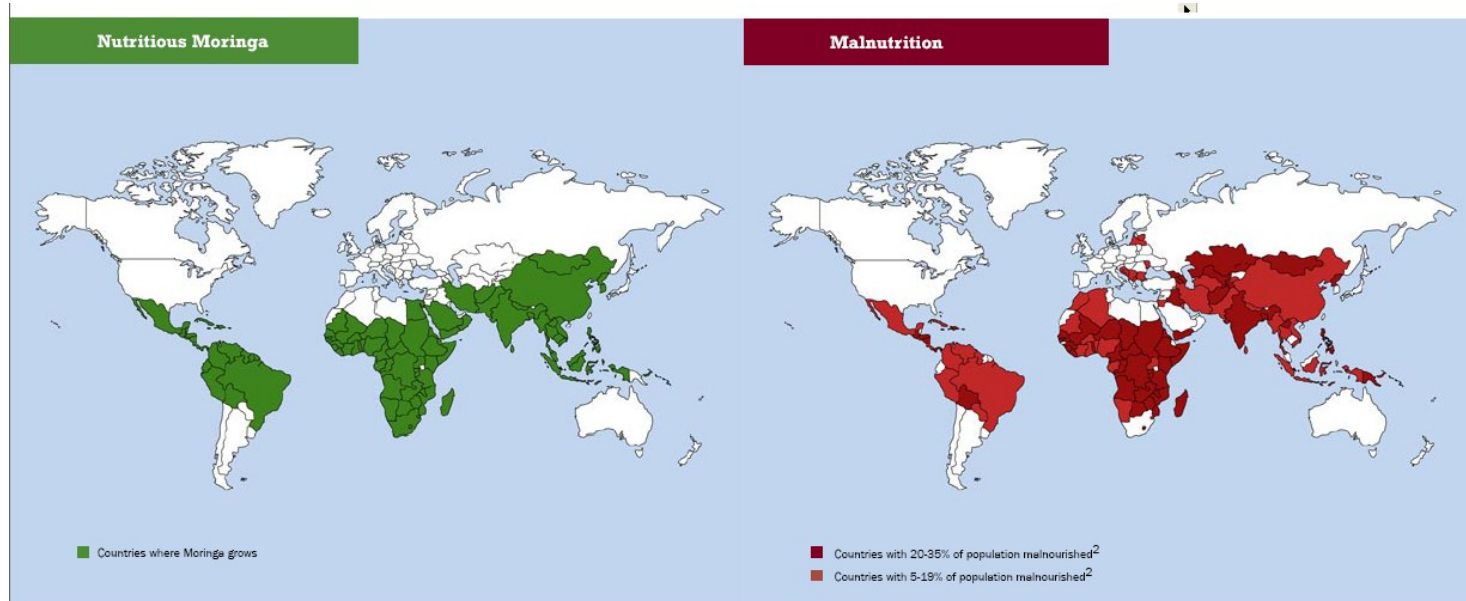 Nutritious Moringa
Malnutrition
Countries where Moringa grows
Countries with 20-35% of population malnourished2
Countries with 5-19% of population malnourished2